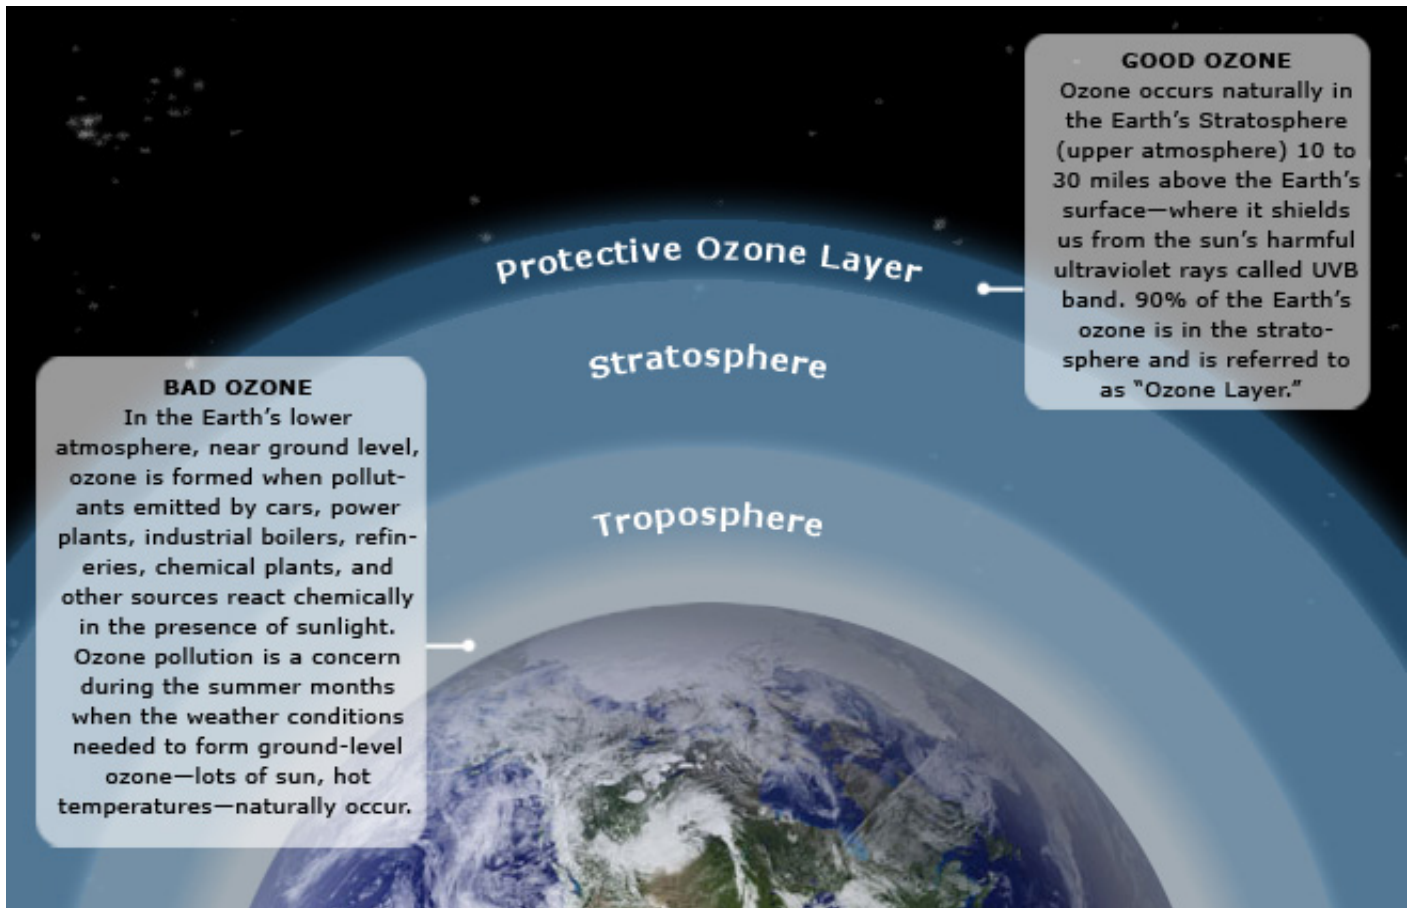 GOOD OZONE
Ozone occurs naturally in
the Earth's Stratosphere
(upper atmosphere) 10 to
30 miles above the Earth's
surface—where it shields
us from the sun's harmful
ultraviolet rays called UVB
band. 90% of the Earth's
ozone is in the strato-
sphere and is referred to
as “Ozone Layer.”
Protective Ozone Layer
Stratosphere
Troposphere
BAD OZONE
In the Earth's lower
atmosphere, near ground level,
ozone is formed when pollut-
ants emitted by cars, power
plants, industrial boilers, refin-
eries, chemical plants, and
other sources react chemically
in the presence of sunlight.
Ozone pollution is a concern
during the summer months
when the weather conditions
needed to form ground-level
ozone—lots of sun, hot
temperatures—naturally occur.